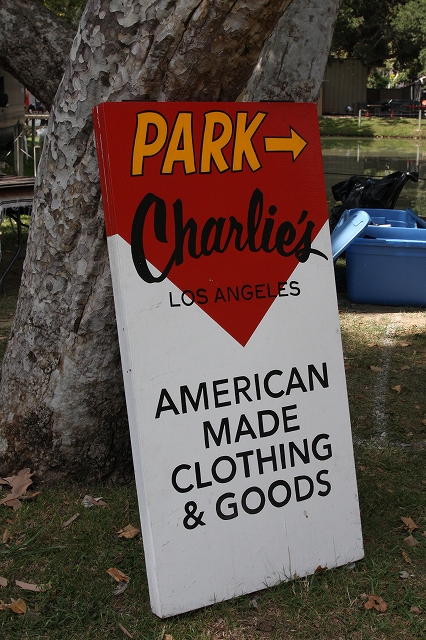 PARK →
Charlie's
LOS ANGELES
AMERICAN
MADE
CLOTHING
& GOODS